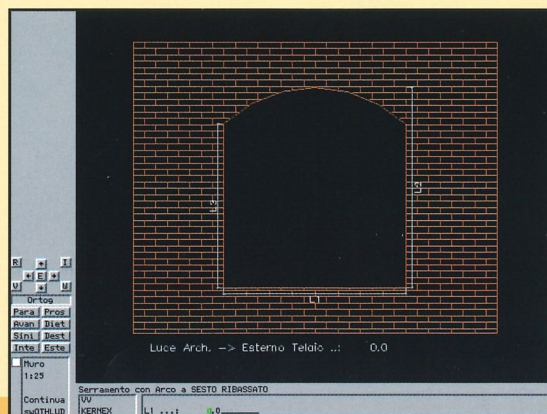 L3
L2
L1
Luce Arch. -> Esterno Telaio ..: 0.0
R I
E
V U
Ortog
Para Pros
Avan Diet
Sini Dest
Inte Este
Muro
1:25
Continua
Serramento con Arco a SESTO RIBASSATO
VV
KERNEX
L1 ...: 0.0